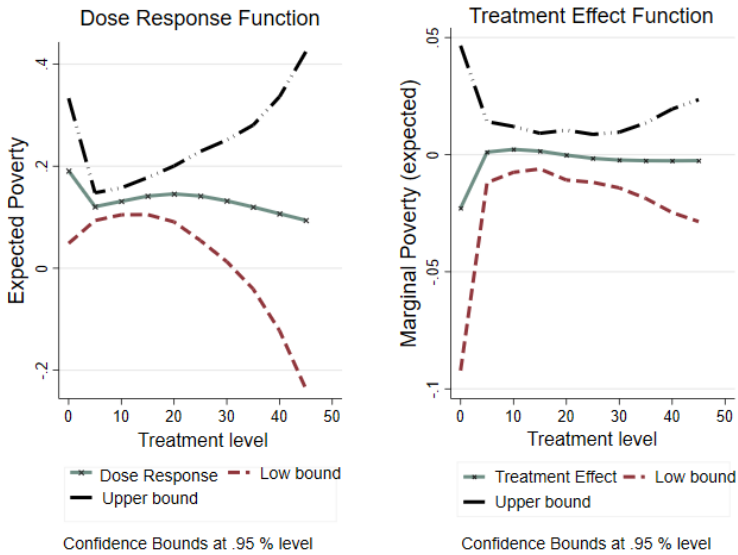 Dose Response Function
Expected Poverty
.4
.2
0
-.2
0 10 20 30 40 50
Treatment level
Dose Response Low bound
Upper bound
Confidence Bounds at .95 % level
Treatment Effect Function
Marginal Poverty (expected)
.05
0
-.05
-.1
0 10 20 30 40 50
Treatment level
Treatment Effect Low bound
Upper bound
Confidence Bounds at .95 % level